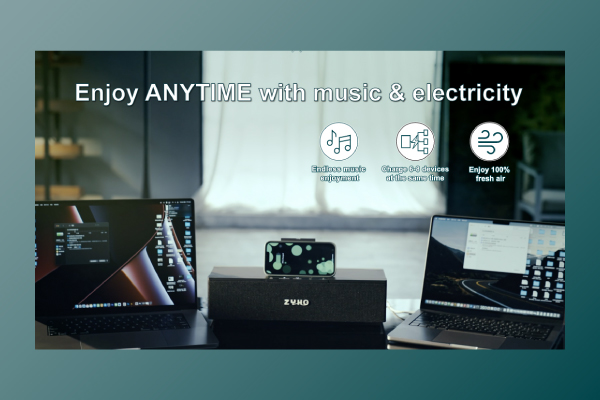 Enjoy ANYTIME with music & electricity
Endless music
enjoyment
Charge 6-8 devices
at the same time
Enjoy 100%
fresh air